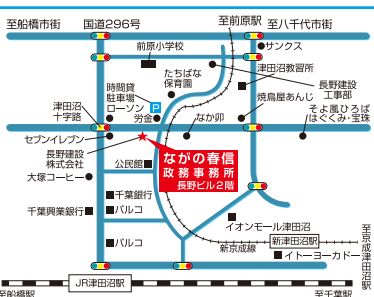 至船橋市街
国道296号
至前原駅
至八千代市街
サンクス
前原小学校
津田沼教習所
たちばな
保育園
時間貸
駐車場
ローソン
P
長野建設
工事部
焼鳥屋あんじ
そよ風ひろば
はぐくみ・宝珠
津田沼
十字路
労金
なか卯
セブンイレブン
長野建設
株式会社
ながの春信
政務事務所
長野ビル2階
公民館
大塚コーヒー
千葉銀行
パルコ
千葉興業銀行
パルコ
イオンモール津田沼
新京成線
新津田沼駅
イトーヨーカドー
至京成津田沼駅
JR津田沼駅
至船橋駅
至千葉駅